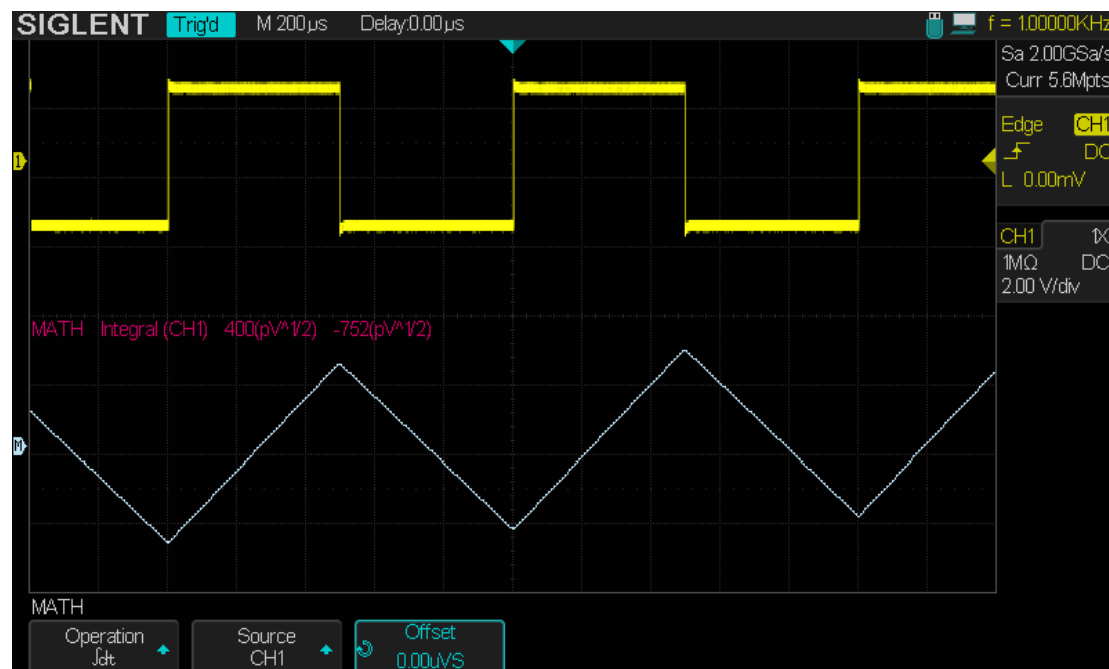 SIGLENT Trig'd M 200µs Delay:0.00µs f = 1.00000KHz
Sa 2.00GSa/s
Curr 5.6Mpts
Edge CH1
DC
L 0.00mV
1
CH1 1X
1MΩ DC
2.00 V/div
MATH Integral (CH1) 400(pV^1/2) -752(pV^1/2)
M
MATH
Operation Source Offset
∫dt CH1 0.00uVS